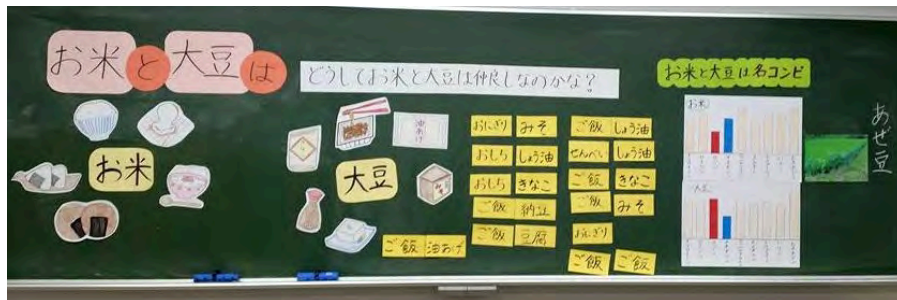 お米と大豆は
どうしてお米と大豆は仲良しなのかな?
お米と大豆は名コンビ
お米
大豆
油あげ
おにぎり みそ
おもち しょう油
おもち きなこ
ご飯 納豆
ご飯 豆腐
ご飯 油あげ
ご飯 しょう油
せんべい しょう油
ご飯 きなこ
ご飯 みそ
おにぎり
ご飯 ご飯
お米
大豆
あぜ豆